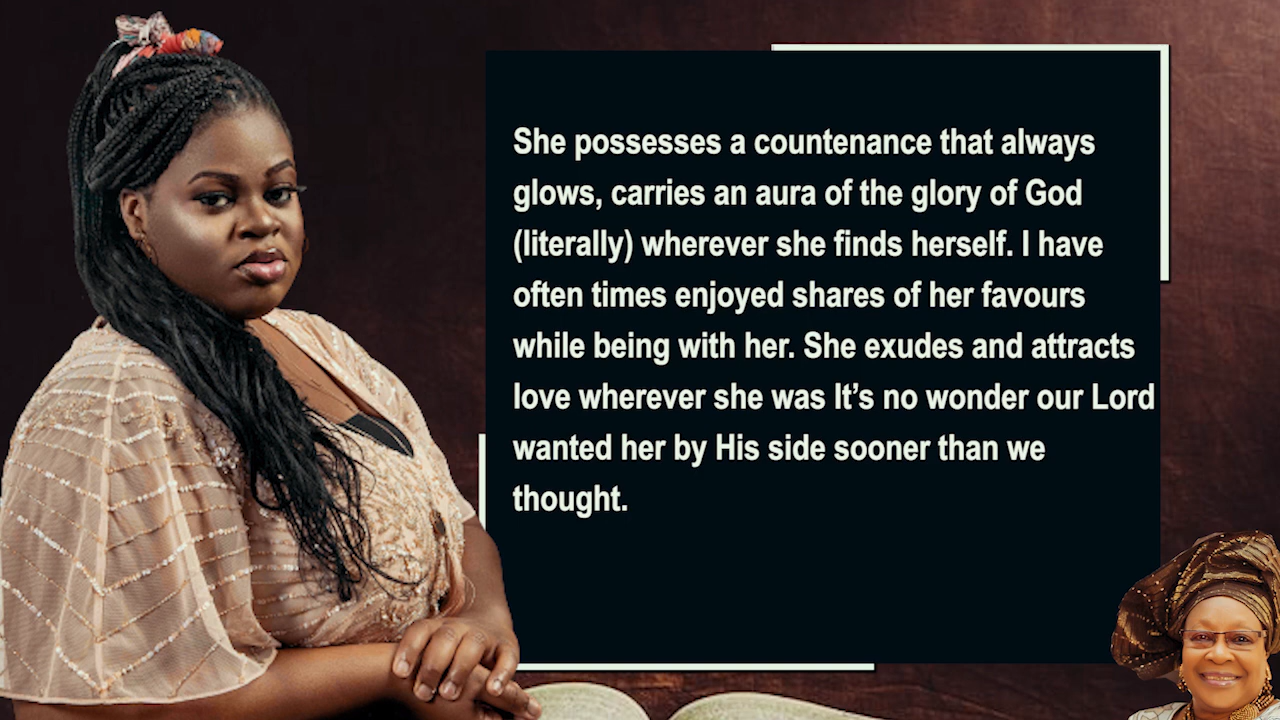 She possesses a countenance that always
glows, carries an aura of the glory of God
(literally) wherever she finds herself. I have
often times enjoyed shares of her favours
while being with her. She exudes and attracts
love wherever she was It’s no wonder our Lord
wanted her by His side sooner than we
thought.